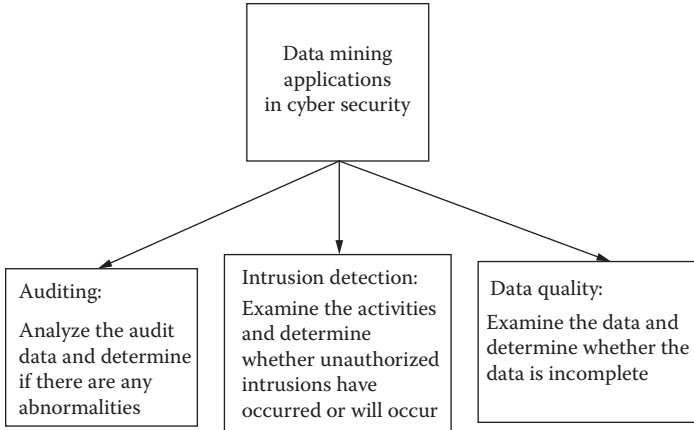 Data mining
applications
in cyber security
Auditing:
Analyze the audit
data and determine
if there are any
abnormalities
Intrusion detection:
Examine the activities
and determine
whether unauthorized
intrusions have
occurred or will occur
Data quality:
Examine the data and
determine whether the
data is incomplete